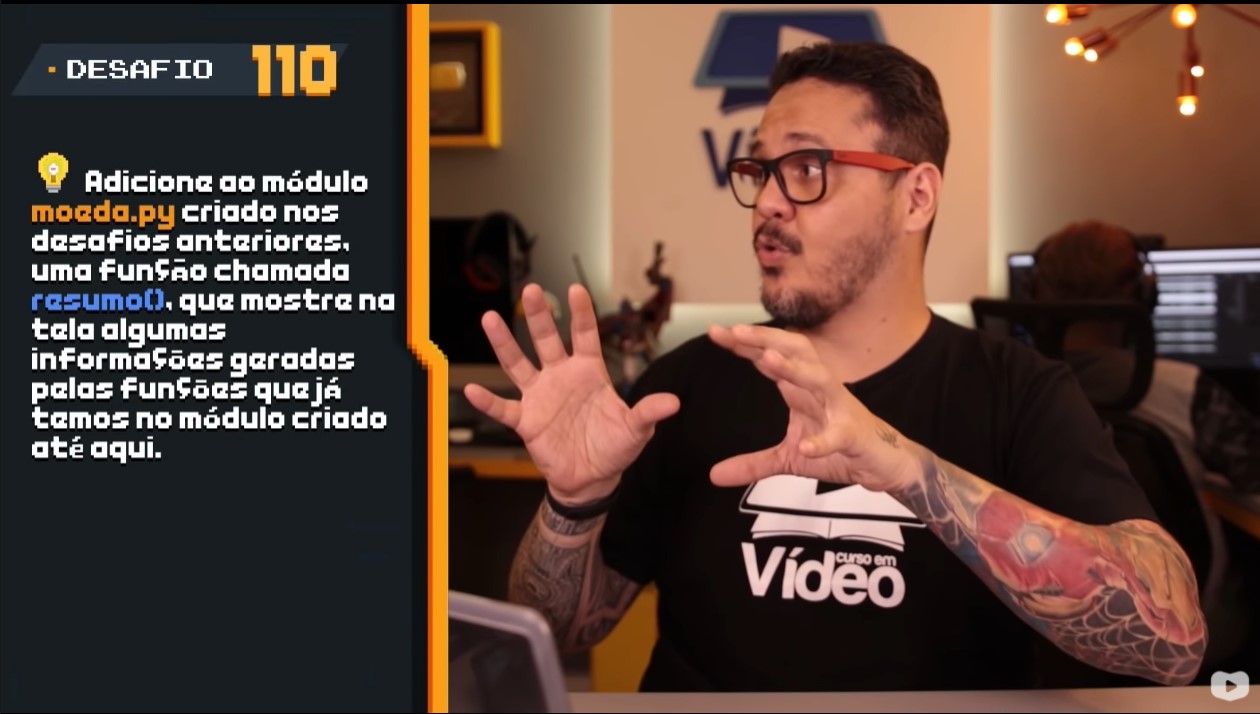 DESAFIO 110
Adicione ao módulo
moeda.py criado nos
desafios anteriores,
uma função chamada
resumo(), que mostre na
tela algumas
informações geradas
pelas funções que já
temos no módulo criado
até aqui.
curso em
Vídeo